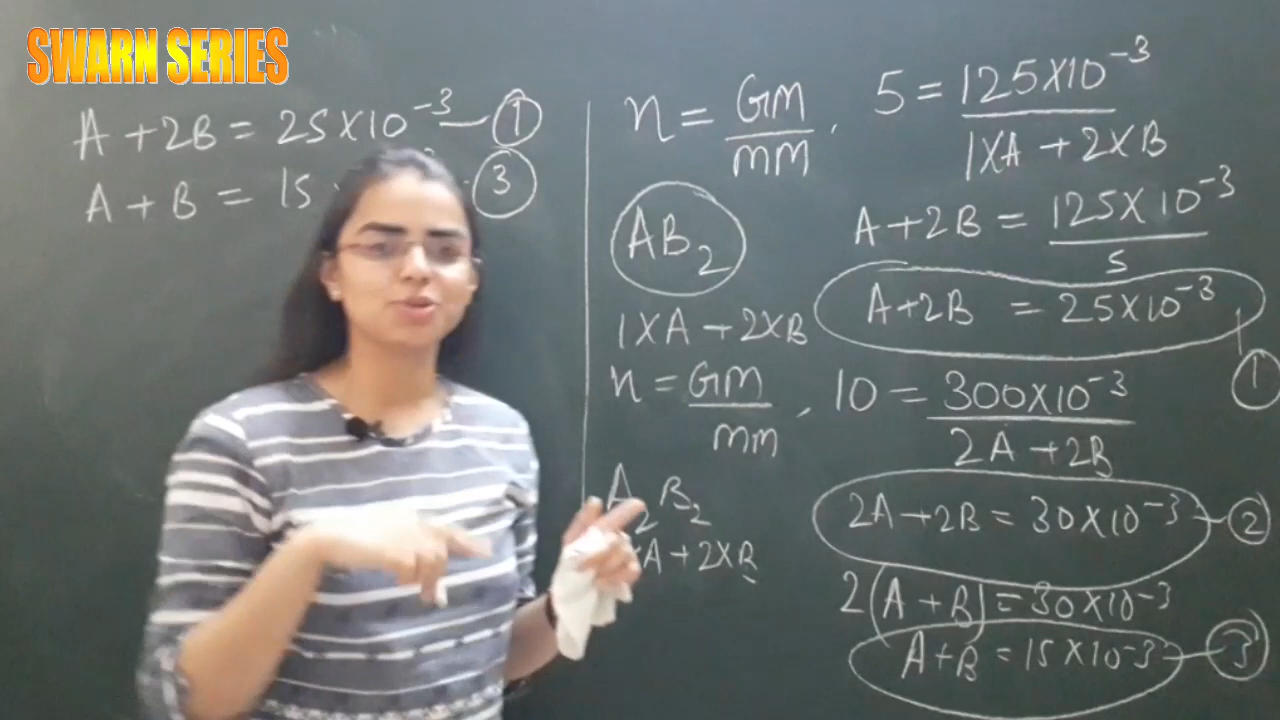 SWARN SERIES
A + 2B = 25 × 10⁻³ — ①
A + B = 15 ③
n = GM/MM , 5 = 125×10⁻³ / 1×A + 2×B
AB₂
A + 2B = 125 × 10⁻³ / 5
1×A + 2×B
A + 2B = 25 × 10⁻³ ①
n = GM/MM , 10 = 300×10⁻³ / 2A + 2B
A₂B₂
2A + 2B = 30 × 10⁻³ — ②
×A + 2×B
2(A + B) = 30 × 10⁻³
A + B = 15 × 10⁻³ — ③